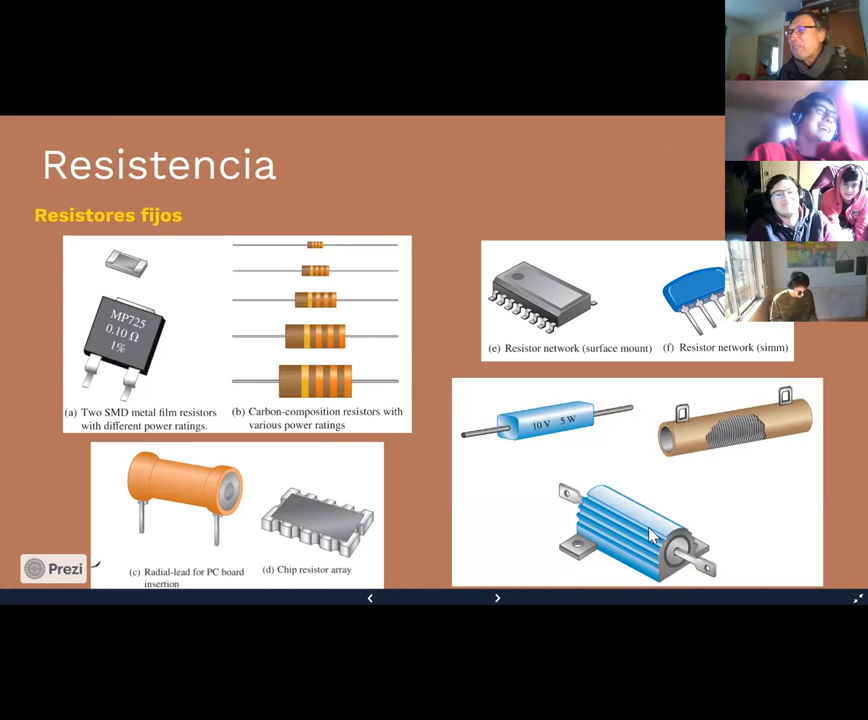 Resistencia
Resistores fijos
MP725
0.10 Ω
1%
(a) Two SMD metal film resistors
with different power ratings.
(b) Carbon-composition resistors with
various power ratings
(c) Radial-lead for PC board
insertion
(d) Chip resistor array
(e) Resistor network (surface mount)
(f) Resistor network (simm)
10 V 5 W
Prezi